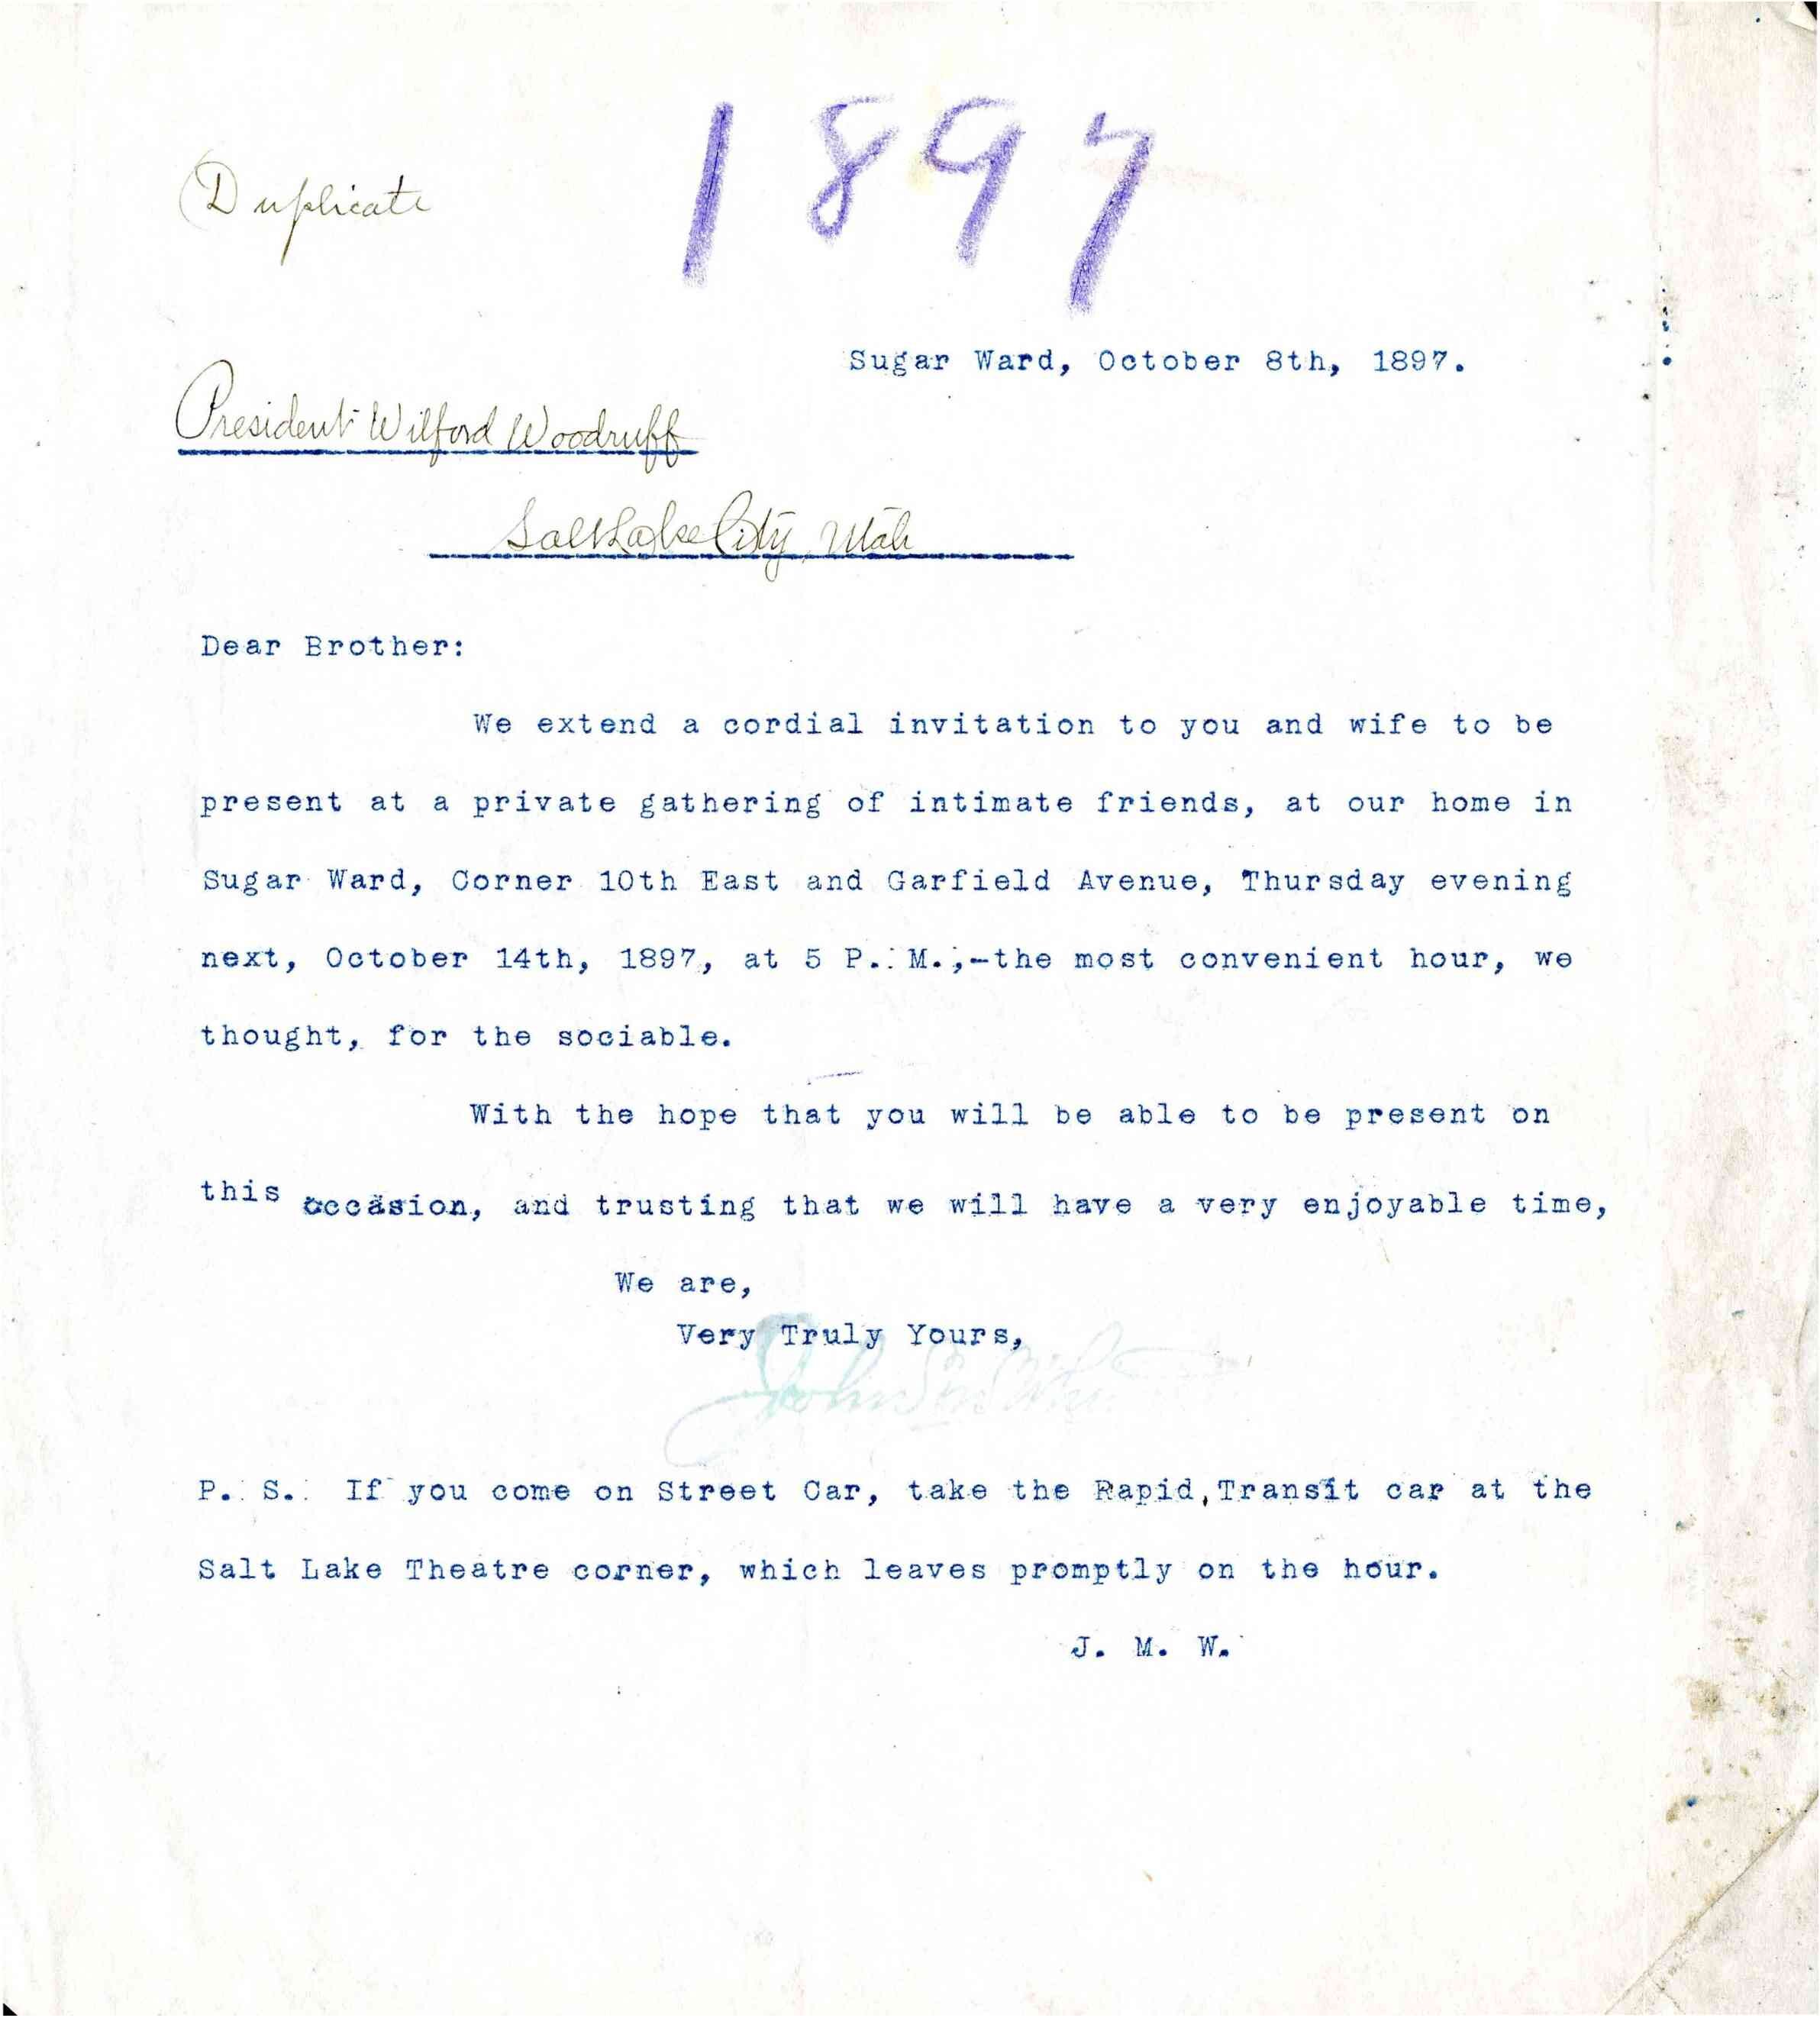 1897
Duplicate
Sugar Ward, October 8th, 1897.
President Wilford Woodruff
Salt Lake City, Utah
Dear Brother:
We extend a cordial invitation to you and wife to be
present at a private gathering of intimate friends, at our home in
Sugar Ward, Corner 10th East and Garfield Avenue, Thursday evening
next, October 14th, 1897, at 5 P. M.,-the most convenient hour, we
thought, for the sociable.
With the hope that you will be able to be present on
this occasion, and trusting that we will have a very enjoyable time,
We are,
Very Truly Yours,
John
P. S. If you come on Street Car, take the Rapid,Transit car at the
Salt Lake Theatre corner, which leaves promptly on the hour.
J. M. W.